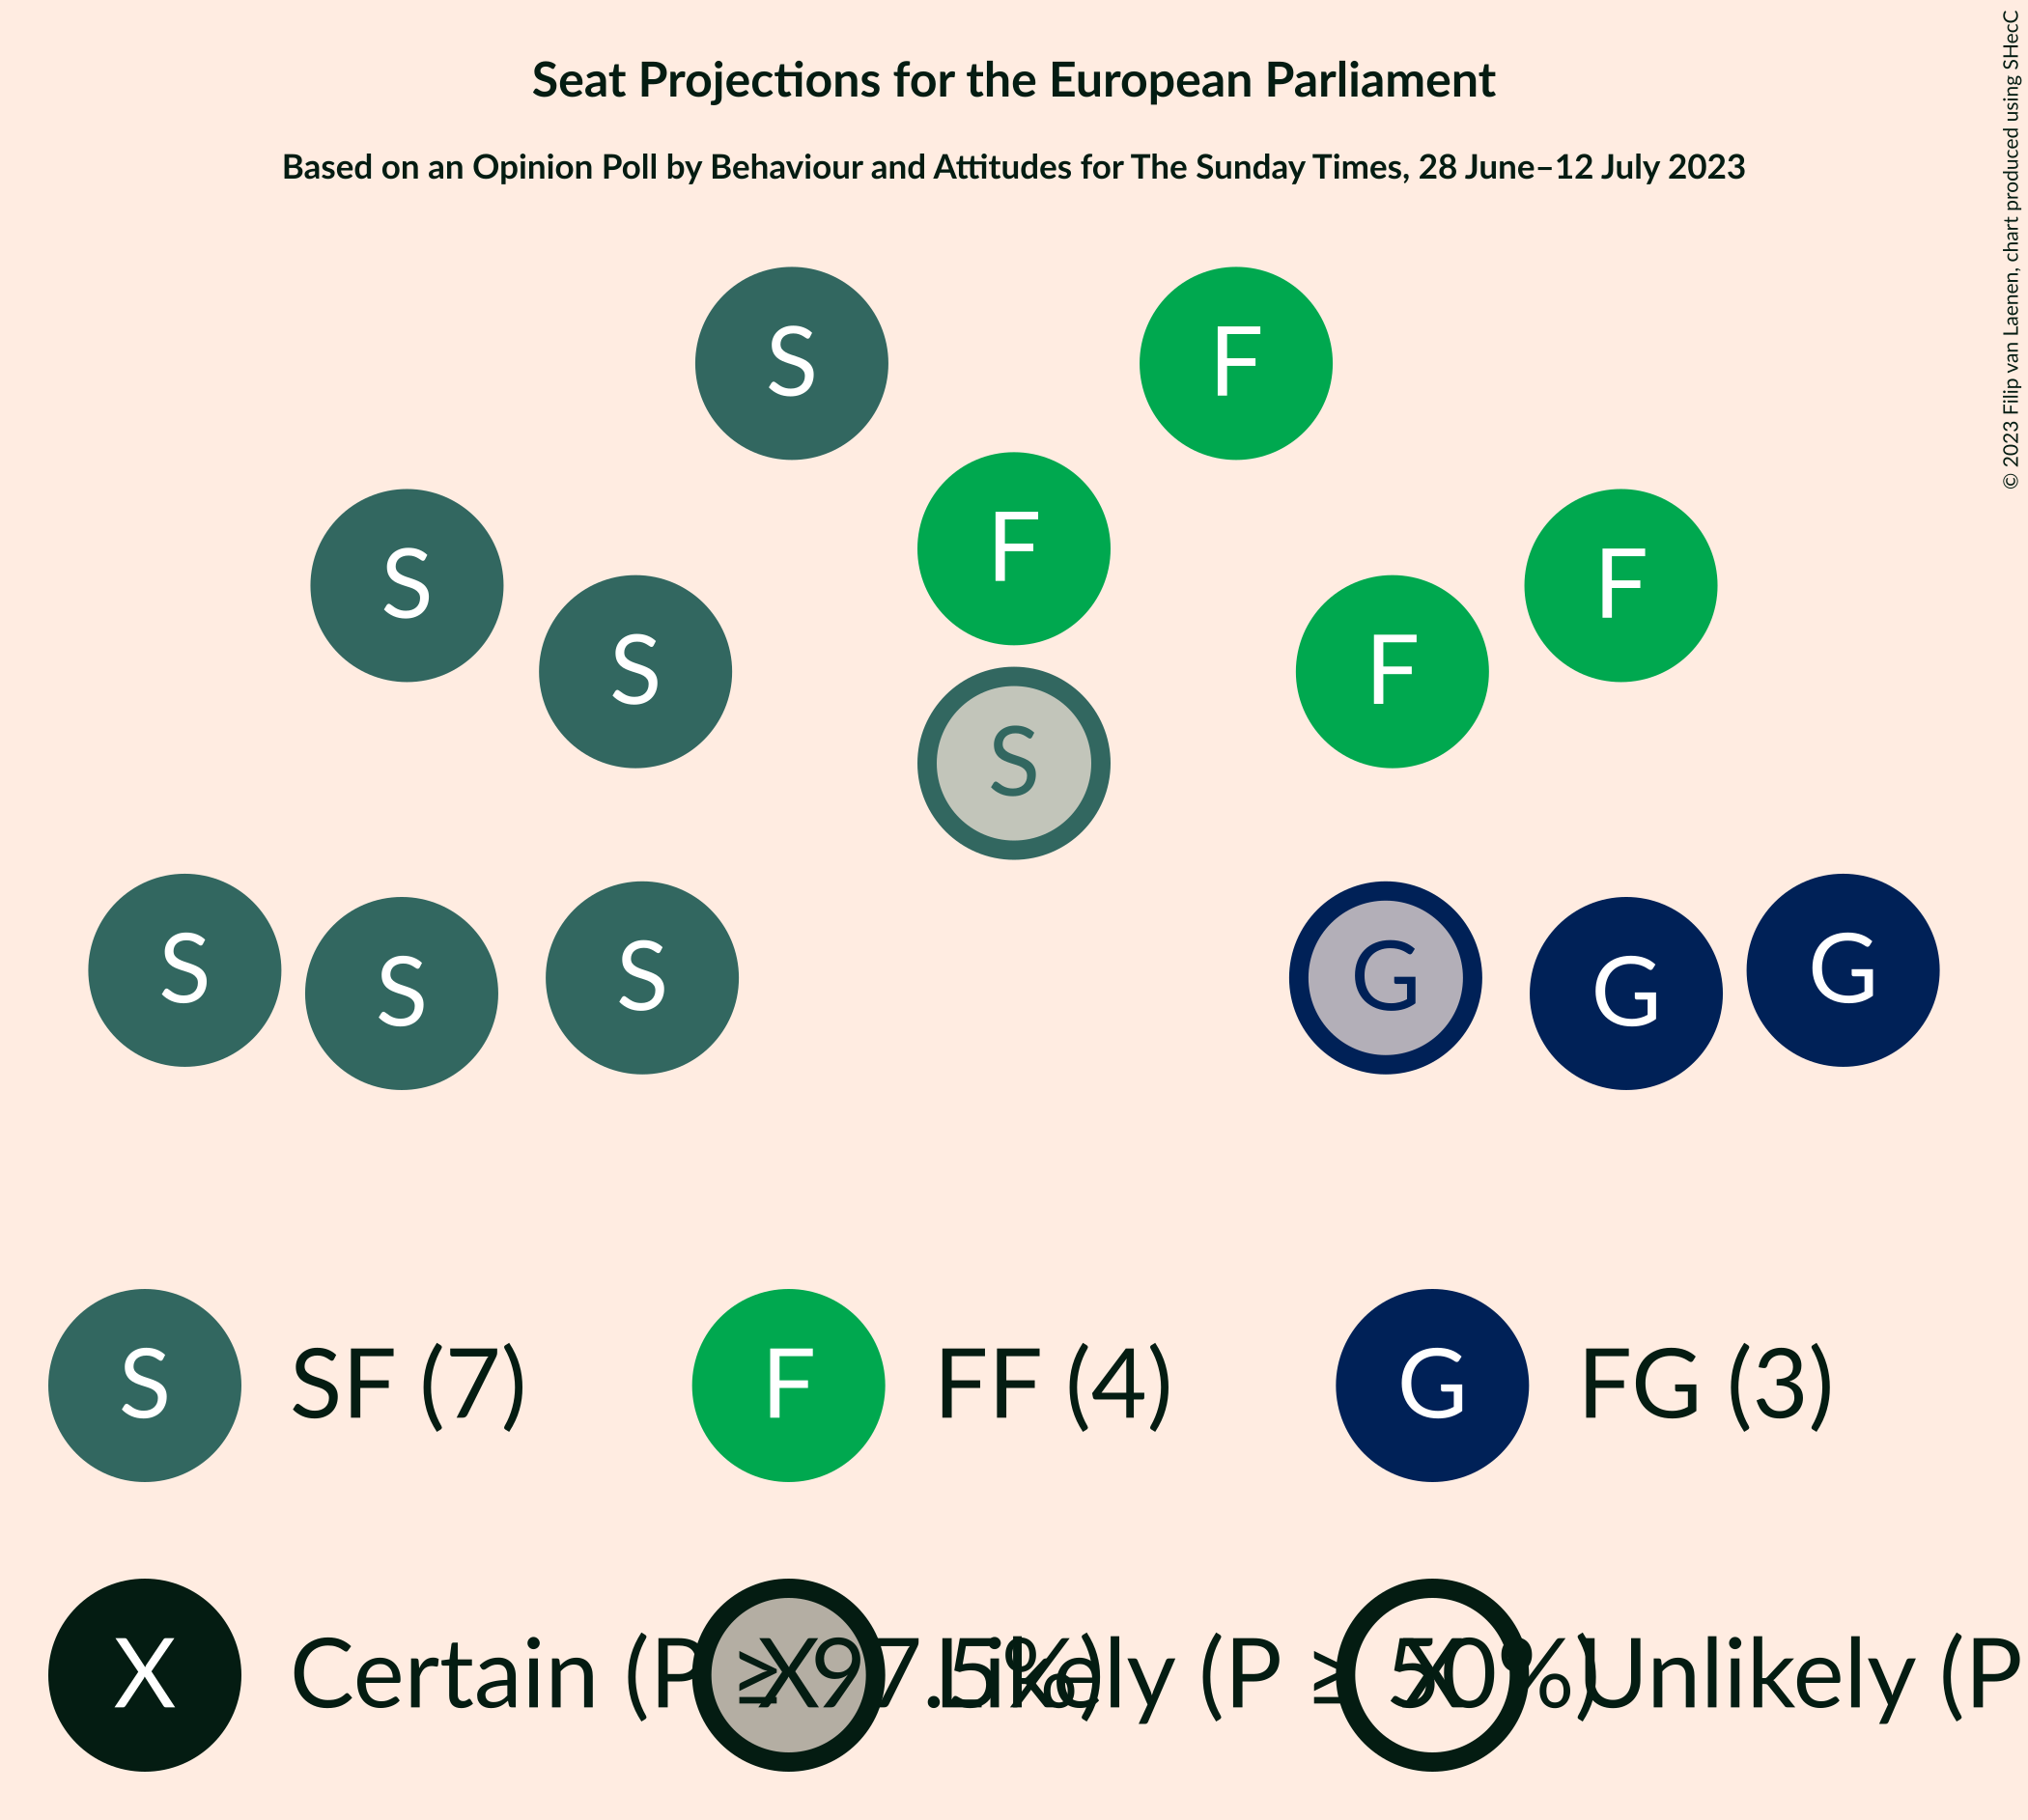 Seat Projections for the European Parliament
Based on an Opinion Poll by Behaviour and Attitudes for The Sunday Times, 28 June–12 July 2023
© 2023 Filip van Laenen, chart produced using SHecC
S F
F
S F
S F
S
S G
S G
S G
S SF (7) F FF (4) G FG (3)
X Certain (P ≥ 97.5%) X Likely (P ≥ 50%) X Unlikely (P